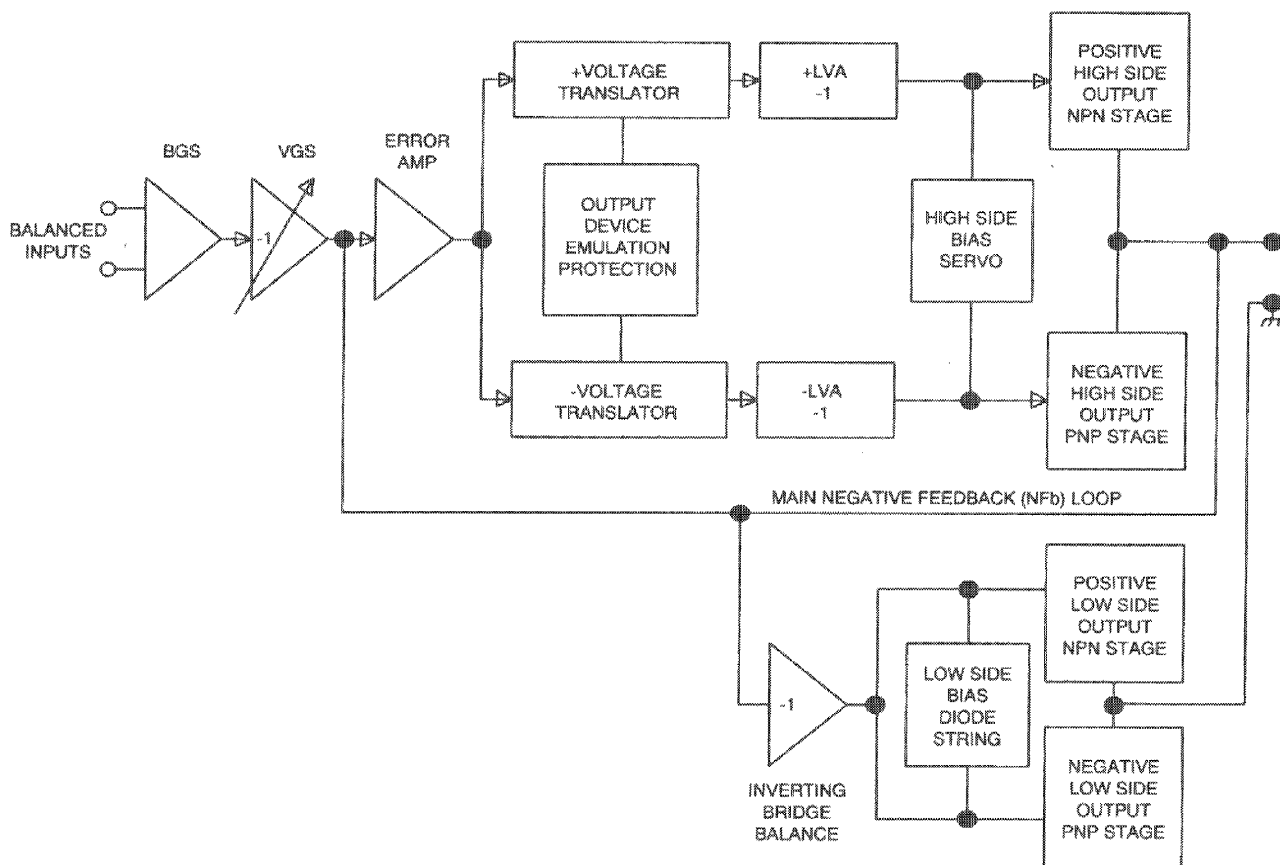 BGS
VGS
ERROR
AMP
BALANCED
INPUTS
-1
+VOLTAGE
TRANSLATOR
+LVA
-1
POSITIVE
HIGH SIDE
OUTPUT
NPN STAGE
OUTPUT
DEVICE
EMULATION
PROTECTION
HIGH SIDE
BIAS
SERVO
-VOLTAGE
TRANSLATOR
-LVA
-1
NEGATIVE
HIGH SIDE
OUTPUT
PNP STAGE
MAIN NEGATIVE FEEDBACK (NFb) LOOP
POSITIVE
LOW SIDE
OUTPUT
NPN STAGE
-1
LOW SIDE
BIAS
DIODE
STRING
INVERTING
BRIDGE
BALANCE
NEGATIVE
LOW SIDE
OUTPUT
PNP STAGE